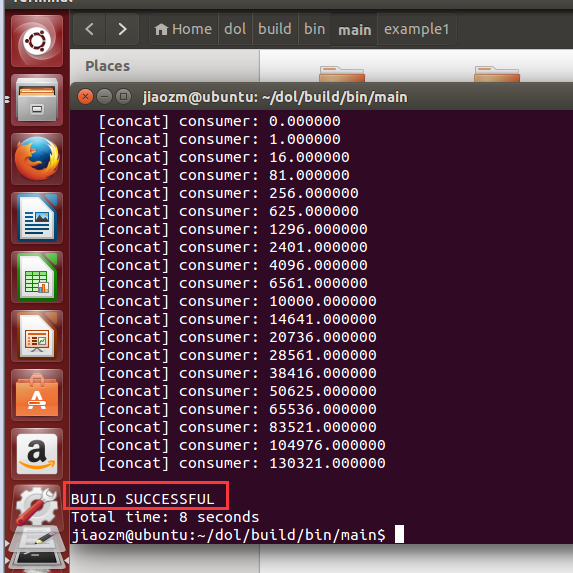 Home dol build bin main example1
Places
jiaozm@ubuntu: ~/dol/build/bin/main
[concat] consumer: 0.000000
[concat] consumer: 1.000000
[concat] consumer: 16.000000
[concat] consumer: 81.000000
[concat] consumer: 256.000000
[concat] consumer: 625.000000
[concat] consumer: 1296.000000
[concat] consumer: 2401.000000
[concat] consumer: 4096.000000
[concat] consumer: 6561.000000
[concat] consumer: 10000.000000
[concat] consumer: 14641.000000
[concat] consumer: 20736.000000
[concat] consumer: 28561.000000
[concat] consumer: 38416.000000
[concat] consumer: 50625.000000
[concat] consumer: 65536.000000
[concat] consumer: 83521.000000
[concat] consumer: 104976.000000
[concat] consumer: 130321.000000
BUILD SUCCESSFUL
Total time: 8 seconds
jiaozm@ubuntu:~/dol/build/bin/main$